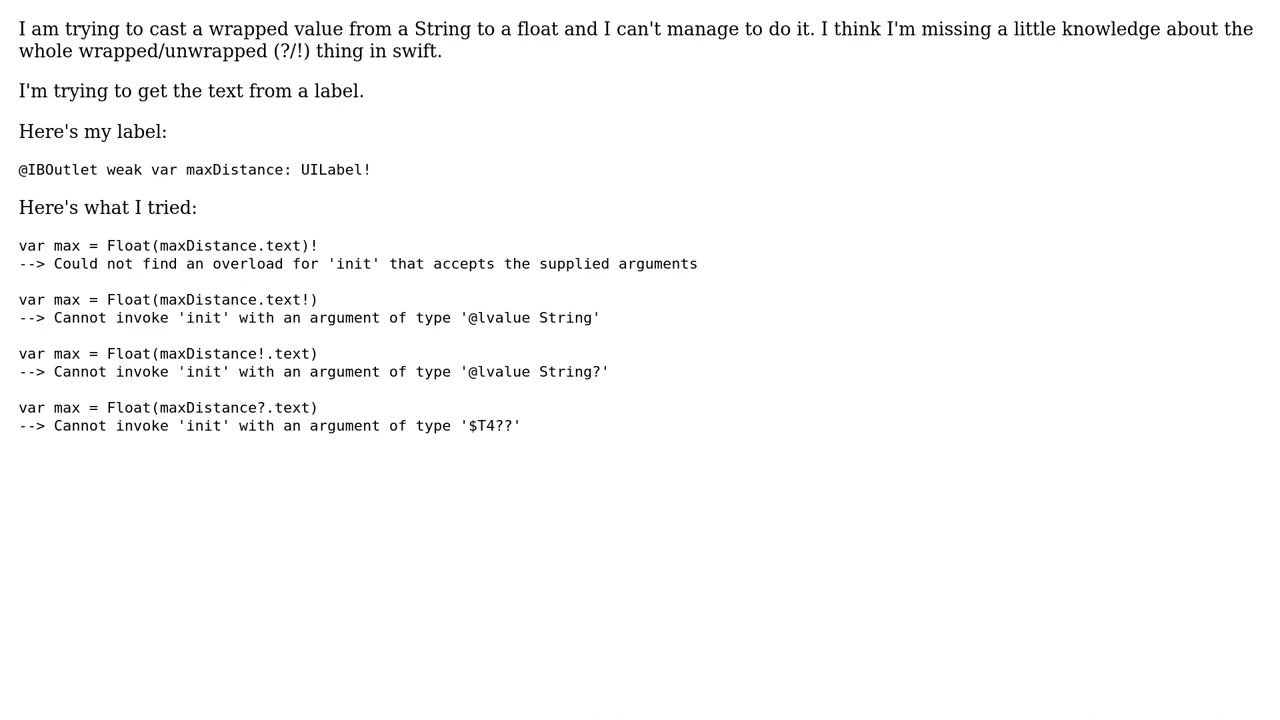 I am trying to cast a wrapped value from a String to a float and I can't manage to do it. I think I'm missing a little knowledge about the
whole wrapped/unwrapped (?/!) thing in swift.
I'm trying to get the text from a label.
Here's my label:
@IBOutlet weak var maxDistance: UILabel!
Here's what I tried:
var max = Float(maxDistance.text)!
--> Could not find an overload for 'init' that accepts the supplied arguments
var max = Float(maxDistance.text!)
--> Cannot invoke 'init' with an argument of type '@lvalue String'
var max = Float(maxDistance!.text)
--> Cannot invoke 'init' with an argument of type '@lvalue String?'
var max = Float(maxDistance?.text)
--> Cannot invoke 'init' with an argument of type '$T4??'